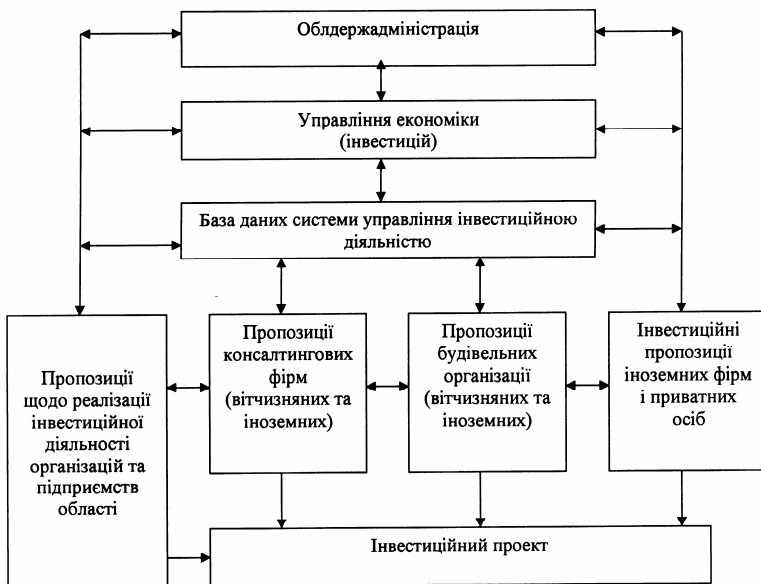 Облдержадміністрація
Управління економіки
(інвестицій)
База даних системи управління інвестиційною
діяльністю
Пропозиції
щодо реалізації
інвестиційної
діяльності
організацій та
підприємств
області
Пропозиції
консалтингових
фірм
(вітчизняних та
іноземних)
Пропозиції
будівельних
організації
(вітчизняних та
іноземних)
Інвестиційні
пропозиції
іноземних фірм
і приватних
осіб
Інвестиційний проект